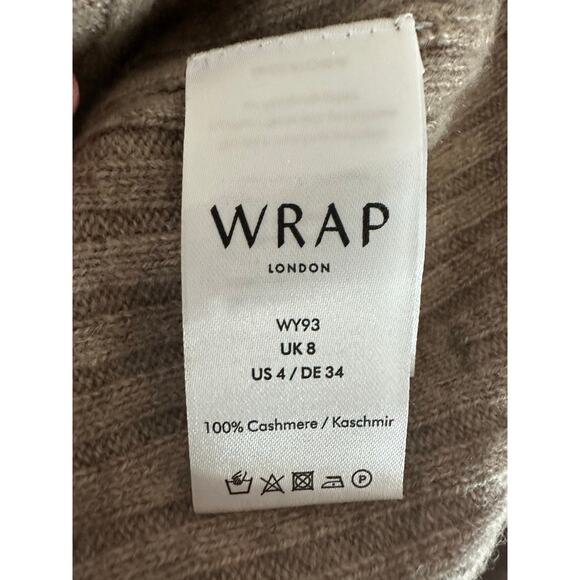 WRAP
LONDON
WY93
UK 8
US 4 / DE 34
100% Cashmere / Kaschmir
P